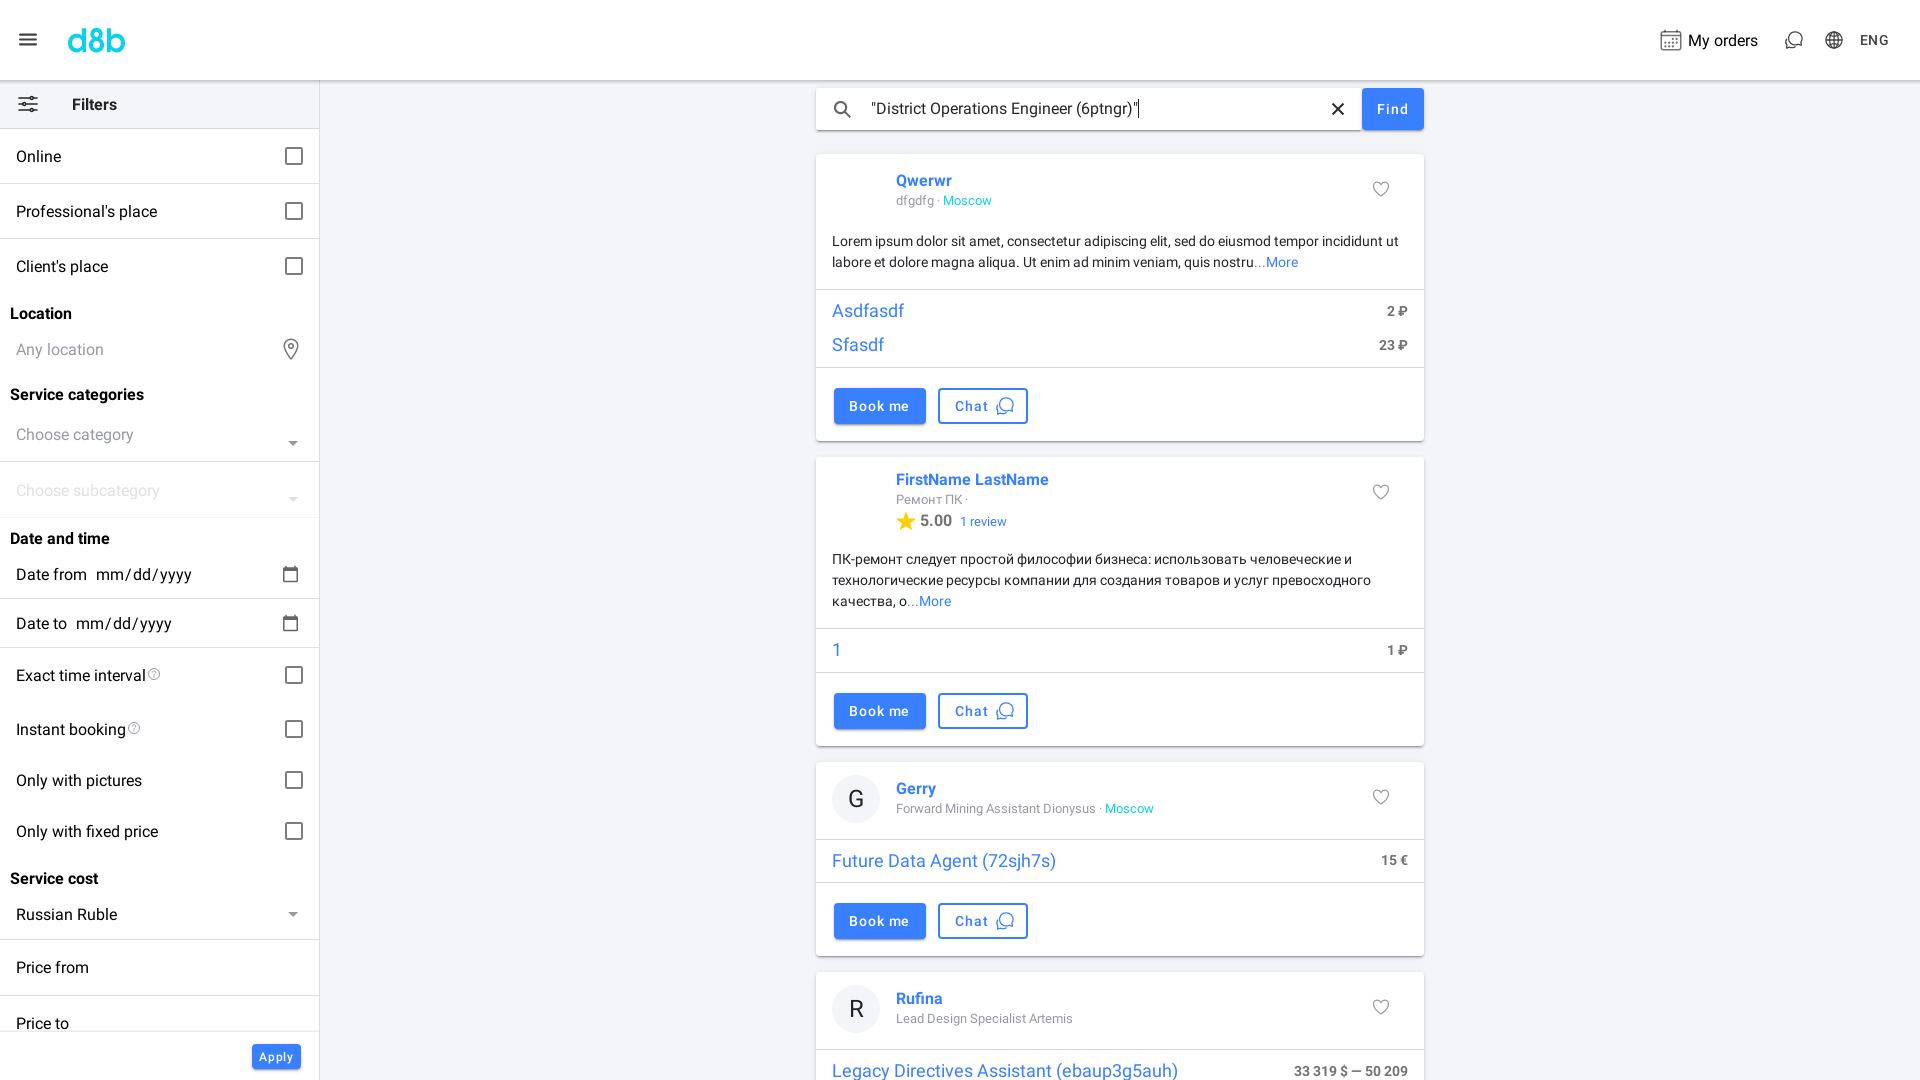 d8b
My orders
ENG
Filters
Online
Professional's place
Client's place
Location
Any location
Service categories
Choose category
Choose subcategory
Date and time
Date from mm/dd/yyyy
Date to mm/dd/yyyy
Exact time interval
Instant booking
Only with pictures
Only with fixed price
Service cost
Russian Ruble
Price from
Price to
Apply
"District Operations Engineer (6ptngr)"
Find
Qwerwr
dfgdfg · Moscow
Lorem ipsum dolor sit amet, consectetur adipiscing elit, sed do eiusmod tempor incididunt ut
labore et dolore magna aliqua. Ut enim ad minim veniam, quis nostru...More
Asdfasdf 2 ₽
Sfasdf 23 ₽
Book me Chat
FirstName LastName
Ремонт ПК ·
5.00 1 review
ПК-ремонт следует простой философии бизнеса: использовать человеческие и
технологические ресурсы компании для создания товаров и услуг превосходного
качества, о...More
1 1 ₽
Book me Chat
G
Gerry
Forward Mining Assistant Dionysus · Moscow
Future Data Agent (72sjh7s) 15 €
Book me Chat
R
Rufina
Lead Design Specialist Artemis
Legacy Directives Assistant (ebaup3g5auh) 33 319 $ — 50 209